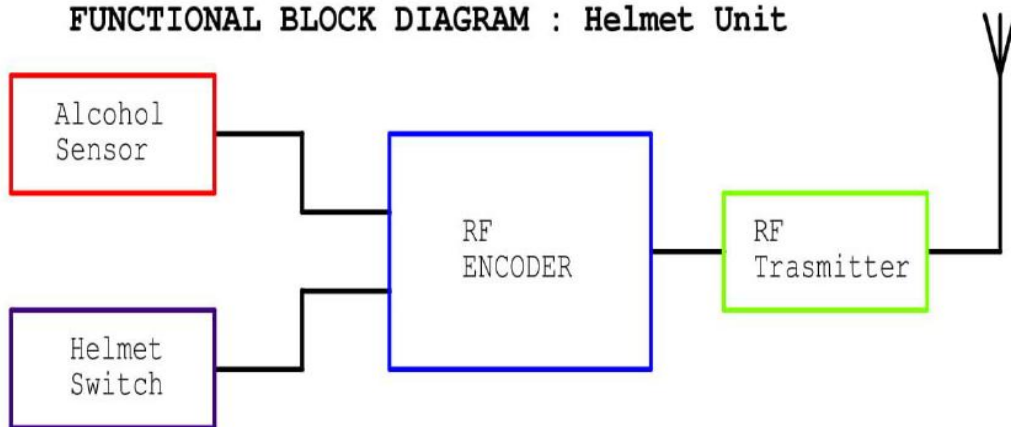 FUNCTIONAL BLOCK DIAGRAM : Helmet Unit
Alcohol
Sensor
RF
ENCODER
RF
Trasmitter
Helmet
Switch